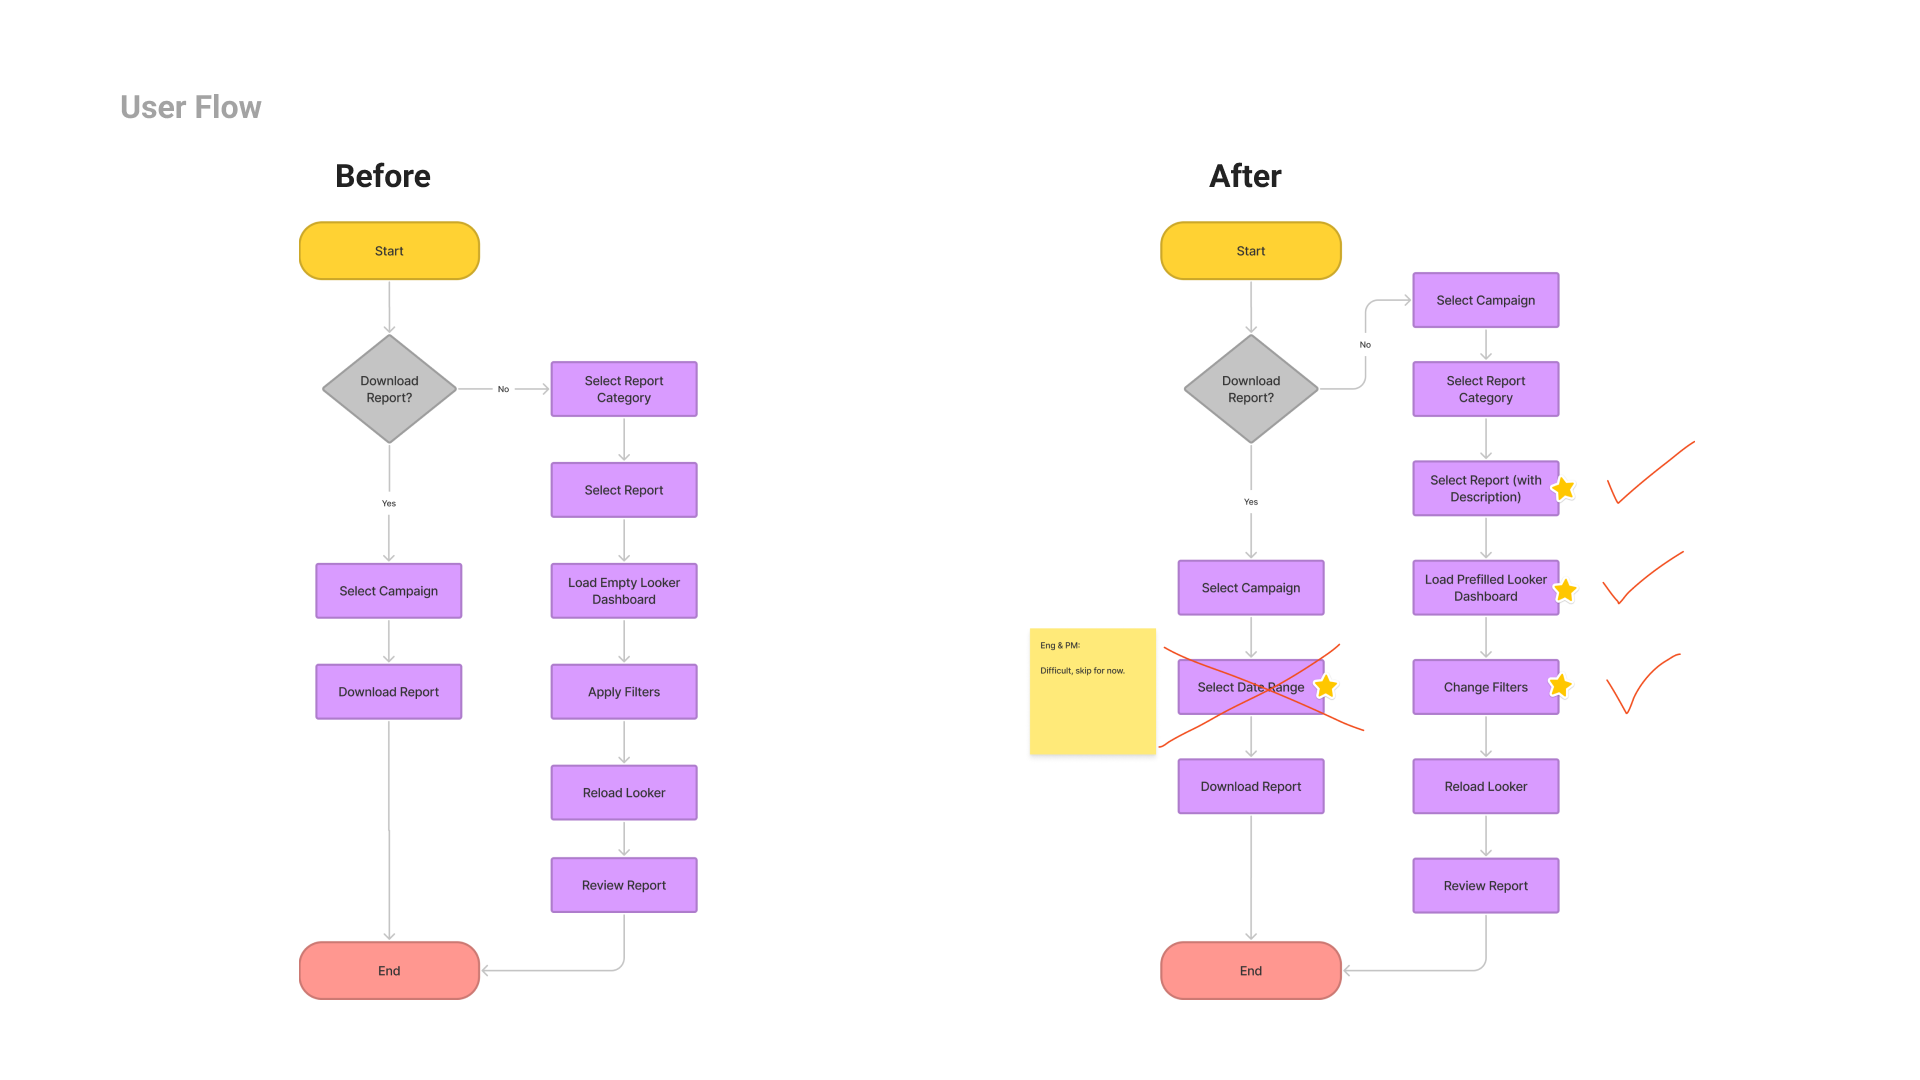 User Flow
Before
Start
Download
Report?
No
Yes
Select Campaign
Download Report
Select Report
Category
Select Report
Load Empty Looker
Dashboard
Apply Filters
Reload Looker
Review Report
End
After
Start
Download
Report?
No
Yes
Select Campaign
Eng & PM:
Difficult, skip for now.
Select Date Range
Download Report
Select Campaign
Select Report
Category
Select Report (with
Description)
Load Prefilled Looker
Dashboard
Change Filters
Reload Looker
Review Report
End